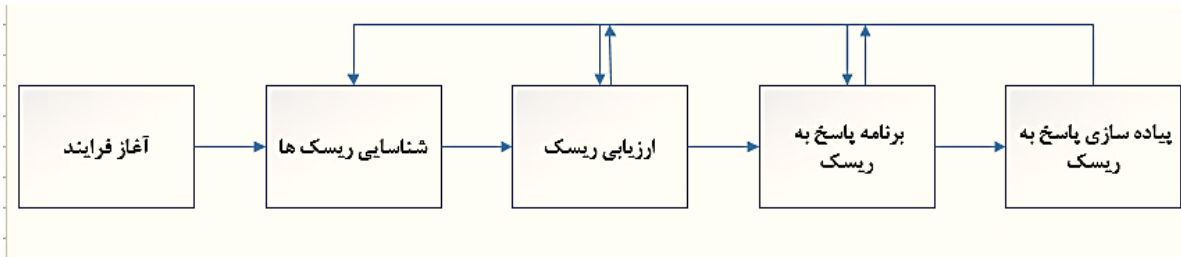 آغاز فرایند
شناسایی ریسک ها
ارزیابی ریسک
برنامه پاسخ به
ریسک
پیاده سازی پاسخ به
ریسک